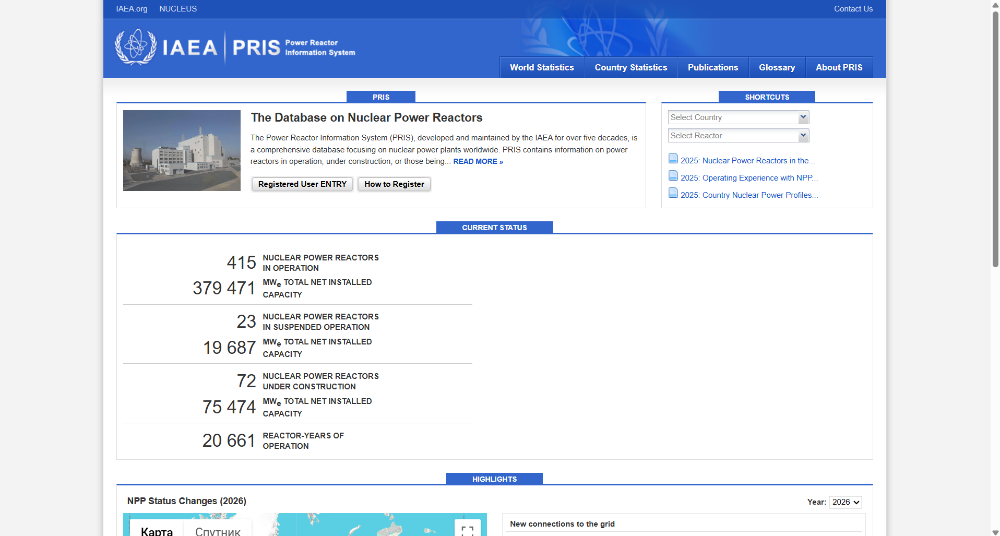 IAEA.org NUCLEUS Contact Us
IAEA PRIS Power Reactor
Information System
World Statistics Country Statistics Publications Glossary About PRIS
PRIS
The Database on Nuclear Power Reactors
The Power Reactor Information System (PRIS), developed and maintained by the IAEA for over five decades, is
a comprehensive database focusing on nuclear power plants worldwide. PRIS contains information on power
reactors in operation, under construction, or those being... READ MORE »
Registered User ENTRY How to Register
SHORTCUTS
Select Country
Select Reactor
2025: Nuclear Power Reactors in the...
2025: Operating Experience with NPP...
2025: Country Nuclear Power Profiles...
CURRENT STATUS
415 NUCLEAR POWER REACTORS
IN OPERATION
379 471 MWe TOTAL NET INSTALLED
CAPACITY
23 NUCLEAR POWER REACTORS
IN SUSPENDED OPERATION
19 687 MWe TOTAL NET INSTALLED
CAPACITY
72 NUCLEAR POWER REACTORS
UNDER CONSTRUCTION
75 474 MWe TOTAL NET INSTALLED
CAPACITY
20 661 REACTOR-YEARS OF
OPERATION
HIGHLIGHTS
NPP Status Changes (2026)
Year: 2026
Карта Спутник
New connections to the grid